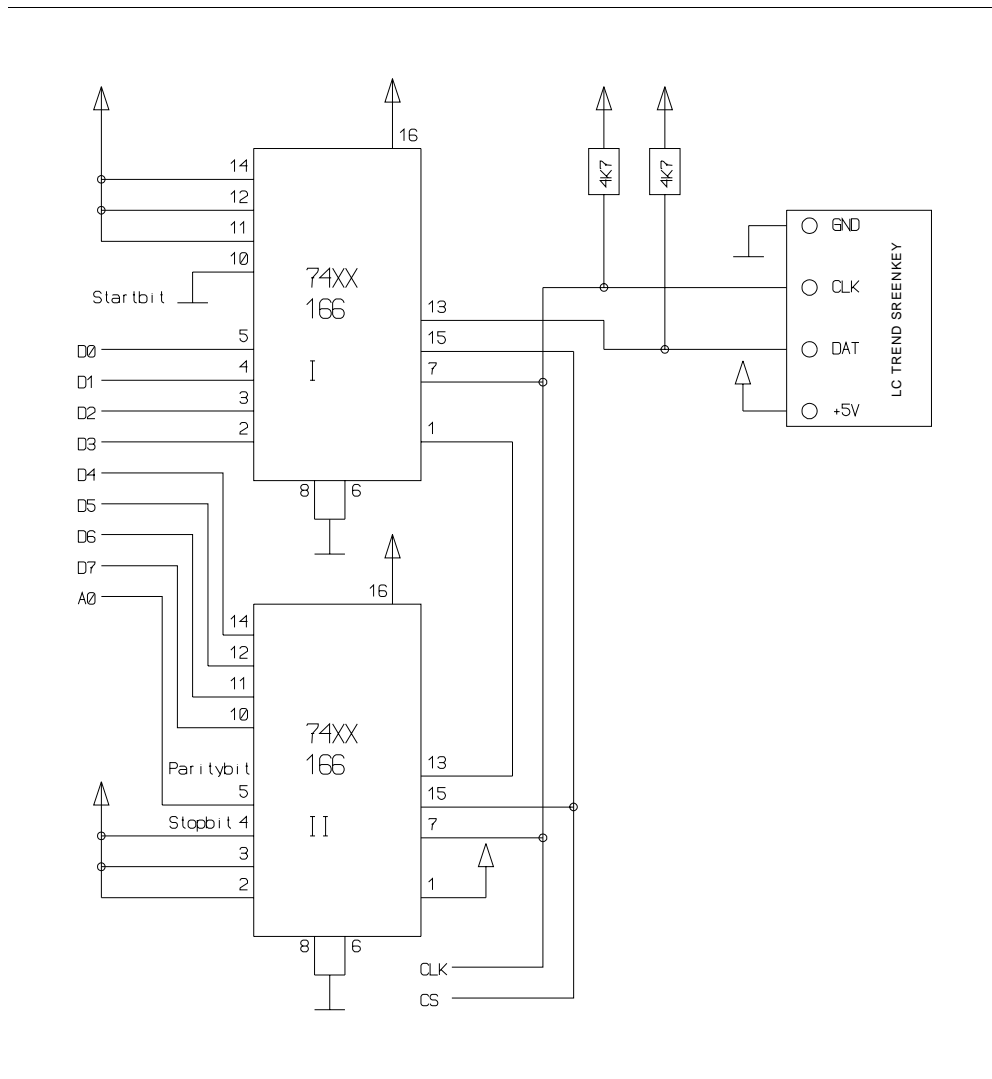 16
14
12
11
10
Startbit
74XX
166
I
5
D0
4
D1
3
D2
2
D3
D4
D5
D6
D7
A0
13
15
7
1
8
6
4K7
4K7
GND
CLK
DAT
+5V
LC TREND SREENKEY
16
14
12
11
10
74XX
166
II
Paritybit
5
Stopbit 4
3
2
13
15
7
1
8
6
CLK
CS